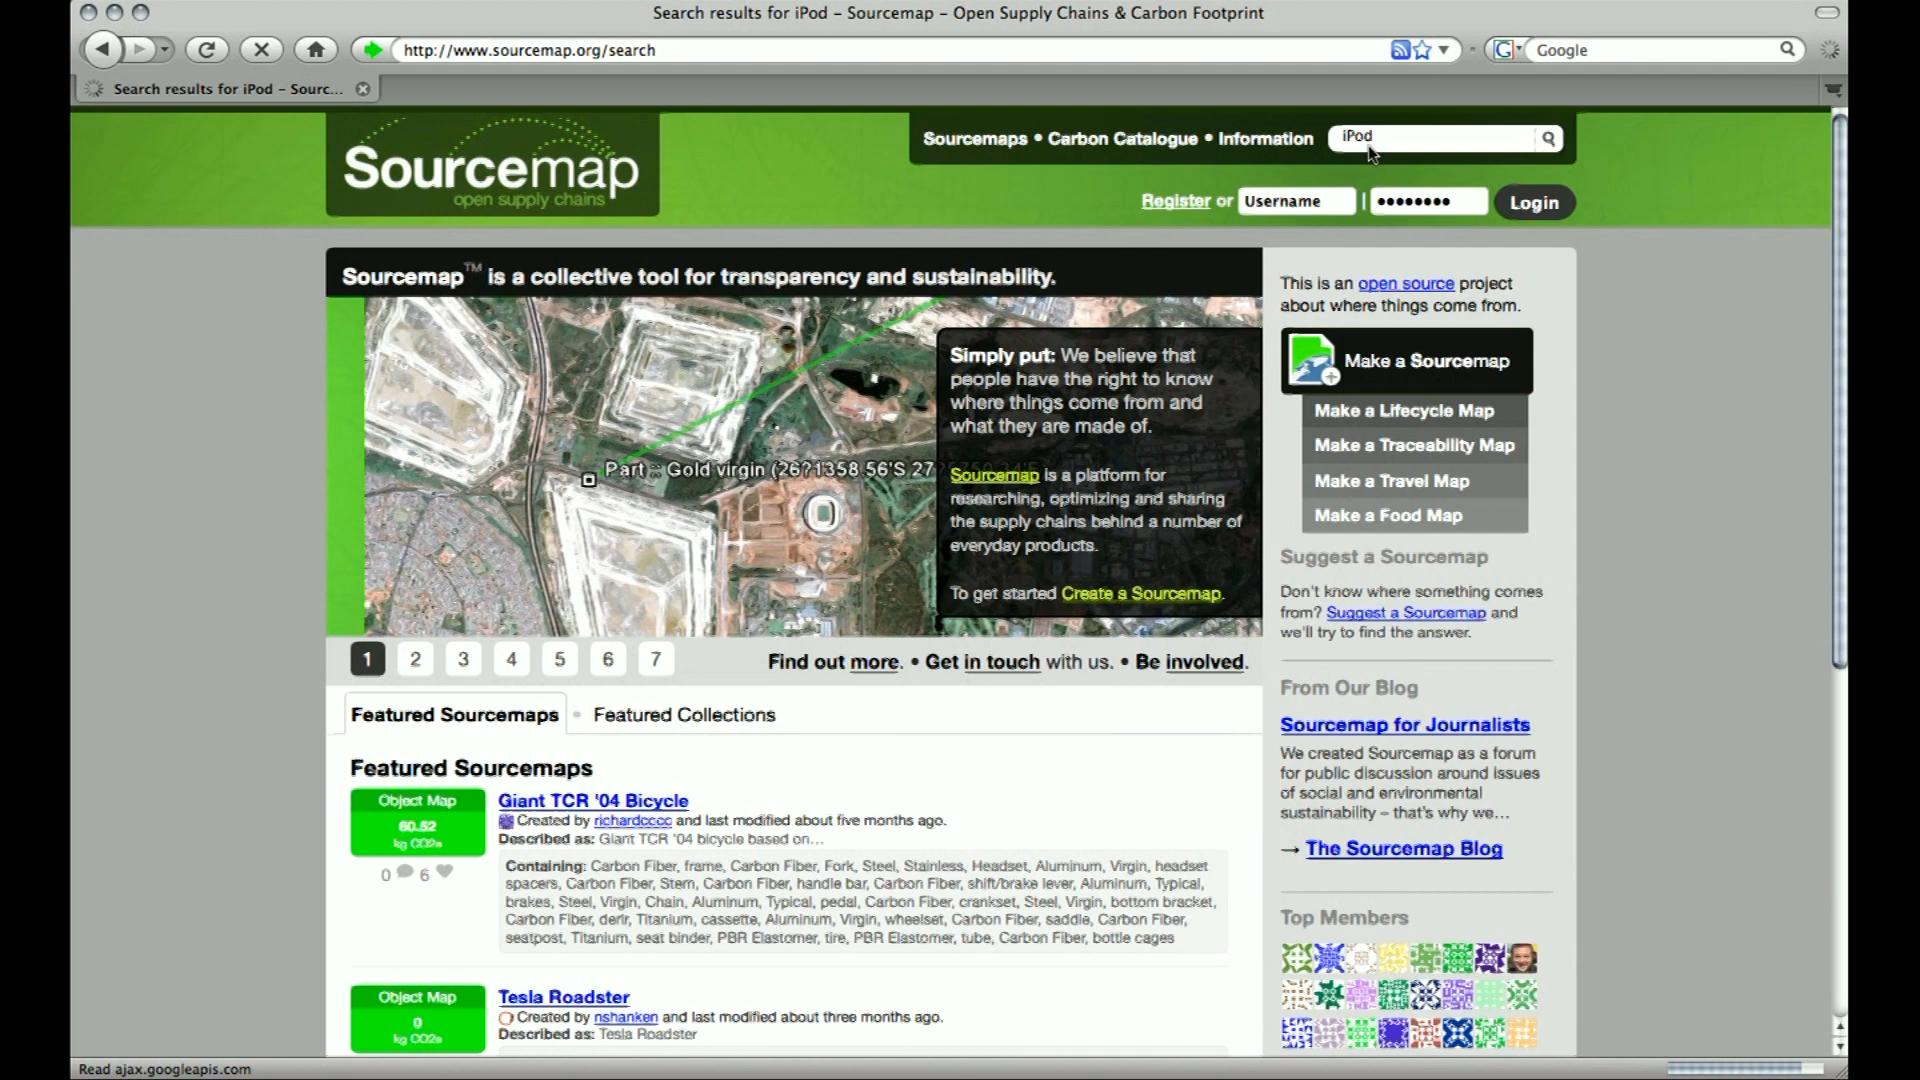 Search results for iPod – Sourcemap – Open Supply Chains & Carbon Footprint
http://www.sourcemap.org/search
Google
Search results for iPod – Sourc...
Sourcemap
open supply chains
Sourcemaps • Carbon Catalogue • Information
iPod
Register or Username | •••••••• Login
Sourcemap™ is a collective tool for transparency and sustainability.
Part :: Gold virgin (26?1358.56'S 27
Simply put: We believe that
people have the right to know
where things come from and
what they are made of.
Sourcemap is a platform for
researching, optimizing and sharing
the supply chains behind a number of
everyday products.
To get started Create a Sourcemap.
1 2 3 4 5 6 7
Find out more. • Get in touch with us. • Be involved.
Featured Sourcemaps • Featured Collections
Featured Sourcemaps
Object Map
60.52
kg CO2e
0 6
Giant TCR '04 Bicycle
Created by richardcccc and last modified about five months ago.
Described as: Giant TCR '04 bicycle based on...
Containing: Carbon Fiber, frame, Carbon Fiber, Fork, Steel, Stainless, Headset, Aluminum, Virgin, headset
spacers, Carbon Fiber, Stem, Carbon Fiber, handle bar, Carbon Fiber, shift/brake lever, Aluminum, Typical,
brakes, Steel, Virgin, Chain, Aluminum, Typical, pedal, Carbon Fiber, crankset, Steel, Virgin, bottom bracket,
Carbon Fiber, derlr, Titanium, cassette, Aluminum, Virgin, wheelset, Carbon Fiber, saddle, Carbon Fiber,
seatpost, Titanium, seat binder, PBR Elastomer, tire, PBR Elastomer, tube, Carbon Fiber, bottle cages
Object Map
0
kg CO2e
Tesla Roadster
Created by nshanken and last modified about three months ago.
Described as: Tesla Roadster
This is an open source project
about where things come from.
Make a Sourcemap
Make a Lifecycle Map
Make a Traceability Map
Make a Travel Map
Make a Food Map
Suggest a Sourcemap
Don't know where something comes
from? Suggest a Sourcemap and
we'll try to find the answer.
From Our Blog
Sourcemap for Journalists
We created Sourcemap as a forum
for public discussion around issues
of social and environmental
sustainability – that's why we...
→ The Sourcemap Blog
Top Members
Read ajax.googleapis.com